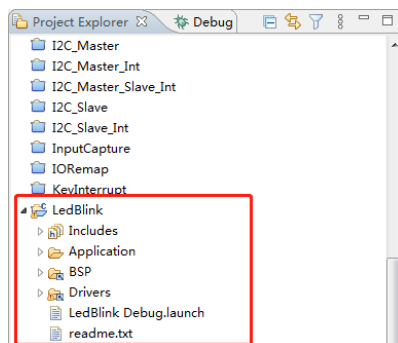 Project Explorer Debug
I2C_Master
I2C_Master_Int
I2C_Master_Slave_Int
I2C_Slave
I2C_Slave_Int
InputCapture
IORemap
KeyInterrupt
LedBlink
Includes
Application
BSP
Drivers
LedBlink Debug.launch
readme.txt